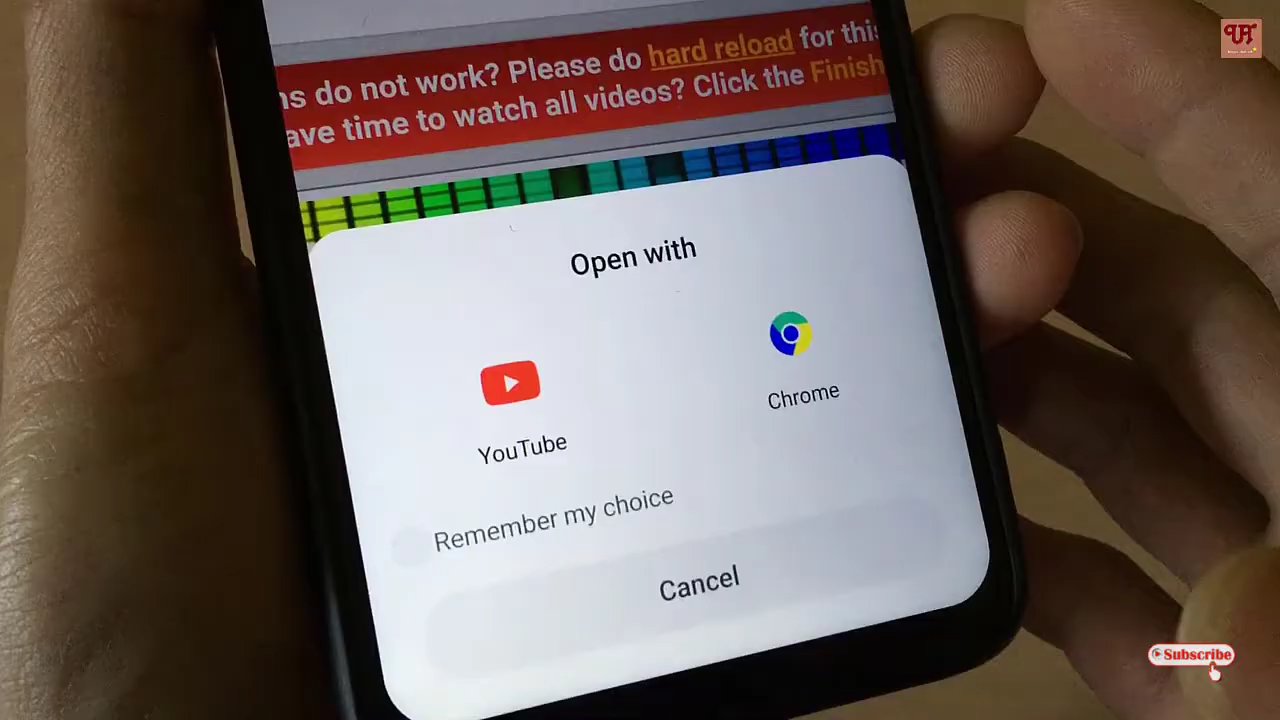 ns do not work? Please do hard reload for this
ave time to watch all videos? Click the Finish
Open with
YouTube
Chrome
Remember my choice
Cancel
Subscribe